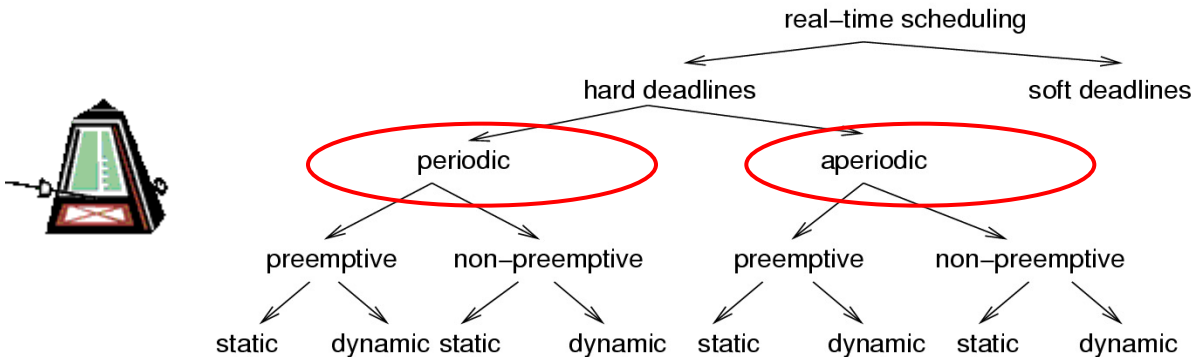 real−time scheduling
hard deadlines soft deadlines
periodic aperiodic
preemptive non−preemptive preemptive non−preemptive
static dynamic static dynamic static dynamic static dynamic